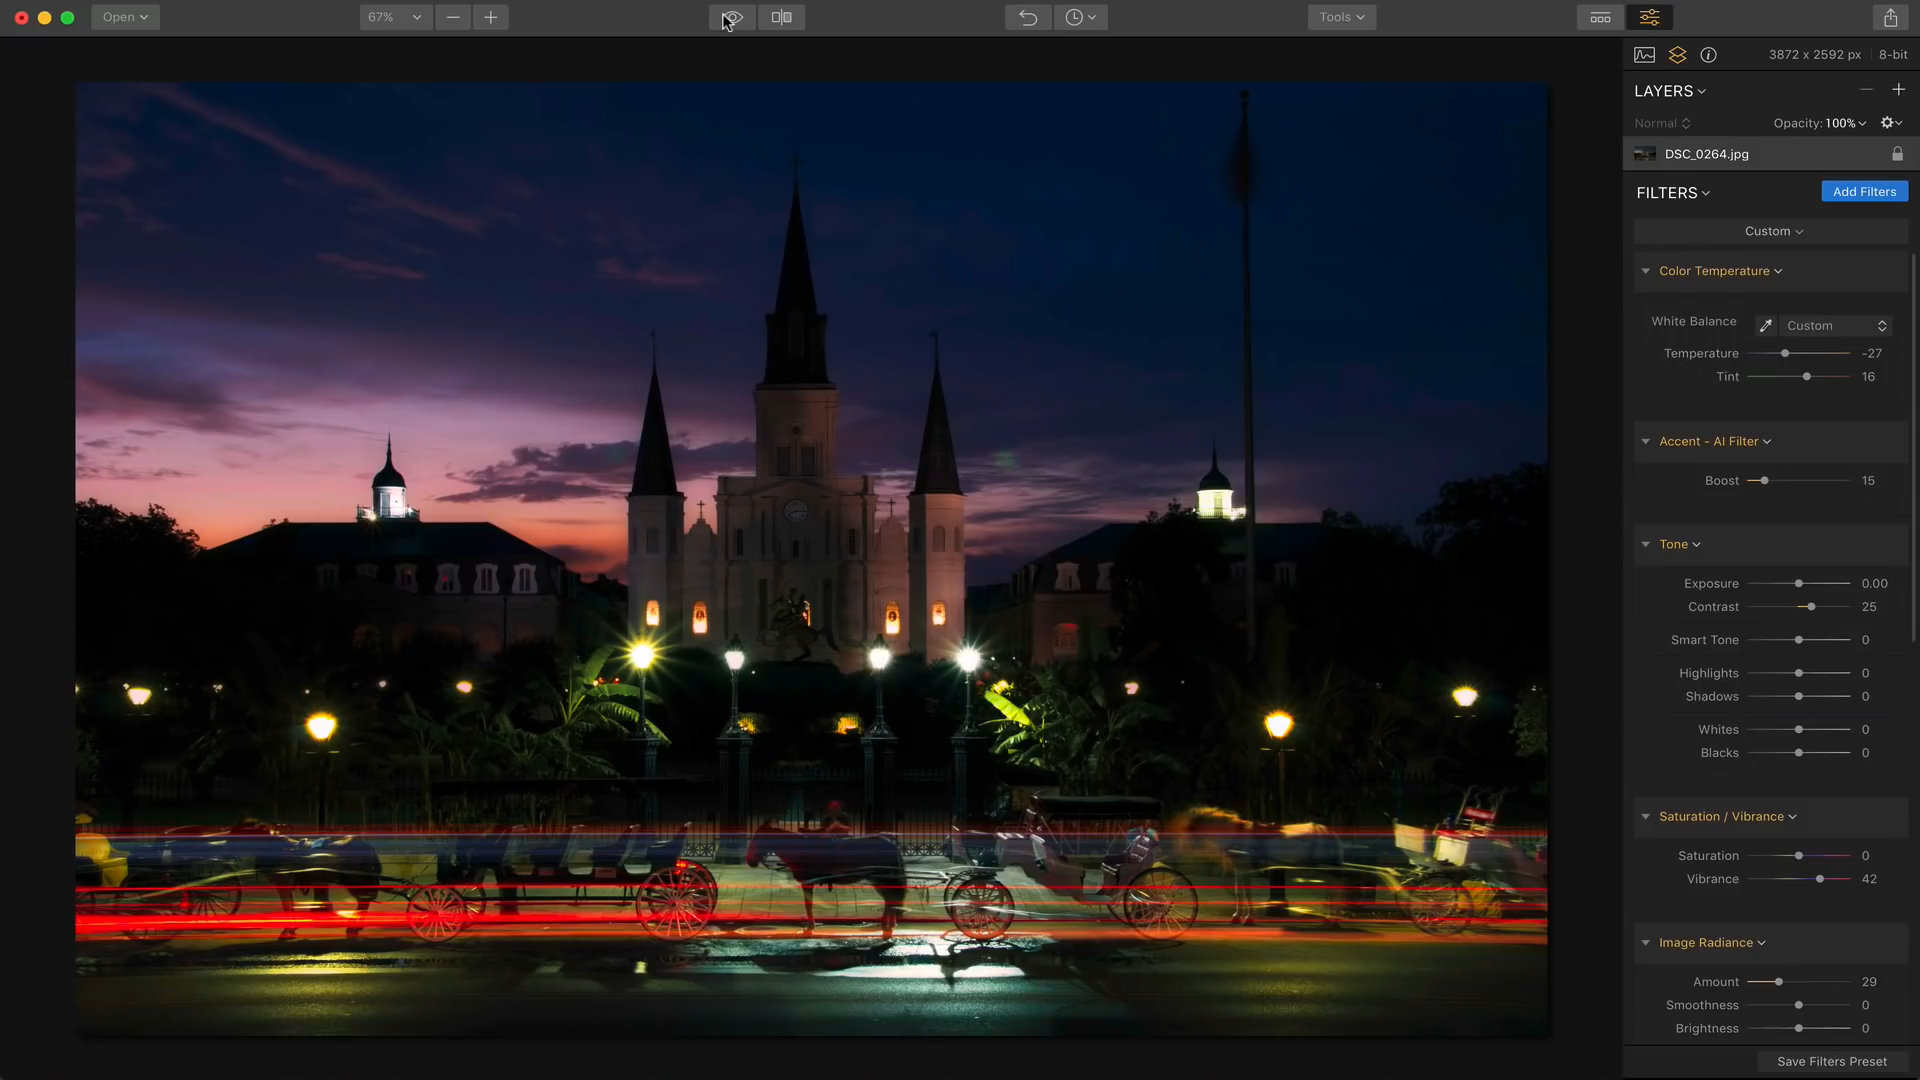 Open
67%
Tools
3872 x 2592 px
8-bit
LAYERS
Normal
Opacity: 100%
DSC_0264.jpg
FILTERS
Add Filters
Custom
Color Temperature
White Balance
Custom
Temperature -27
Tint 16
Accent - AI Filter
Boost 15
Tone
Exposure 0.00
Contrast 25
Smart Tone 0
Highlights 0
Shadows 0
Whites 0
Blacks 0
Saturation / Vibrance
Saturation 0
Vibrance 42
Image Radiance
Amount 29
Smoothness 0
Brightness 0
Save Filters Preset